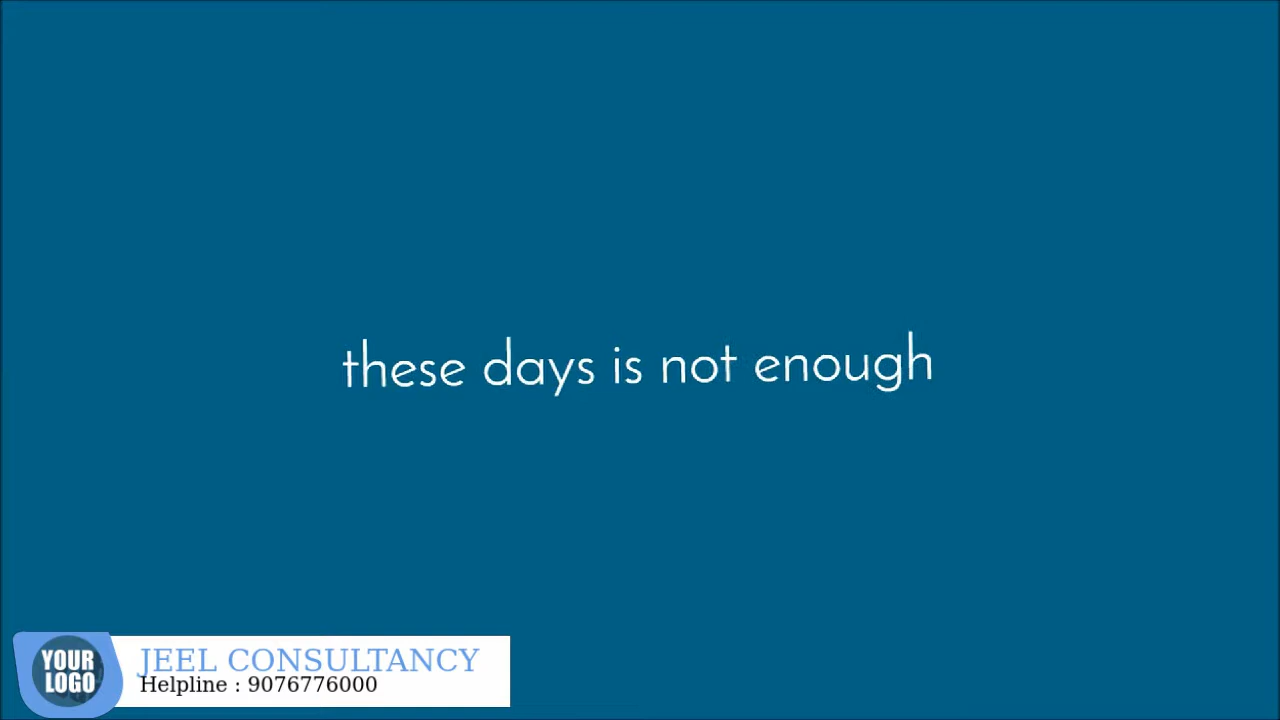 these days is not enough
YOUR
LOGO
JEEL CONSULTANCY
Helpline : 9076776000